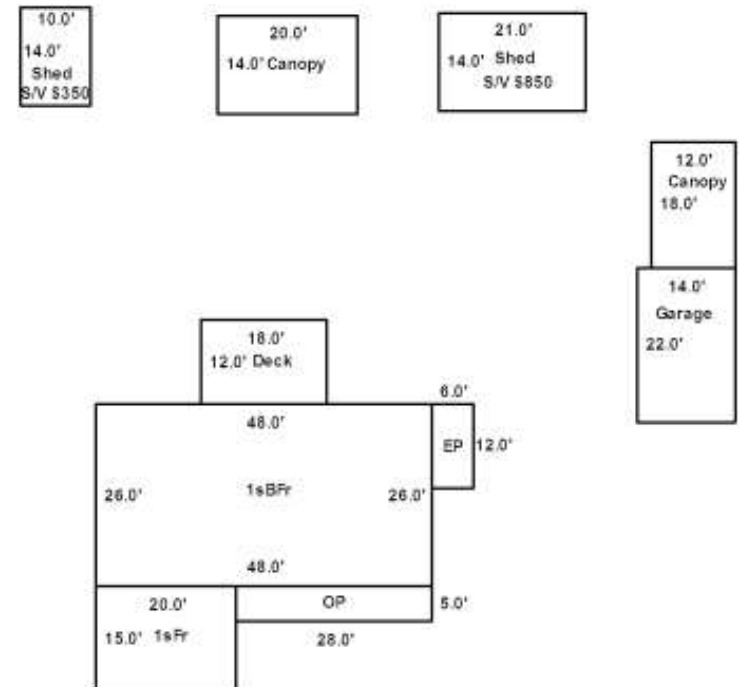 10.0'
14.0'
Shed
S/V $350
20.0'
14.0' Canopy
21.0'
14.0' Shed
S/V $850
12.0'
Canopy
18.0'
14.0'
Garage
22.0'
18.0'
12.0' Deck
6.0'
EP 12.0'
48.0'
26.0' 1sBFr 26.0'
48.0'
20.0'
15.0' 1sFr
OP 5.0'
28.0'